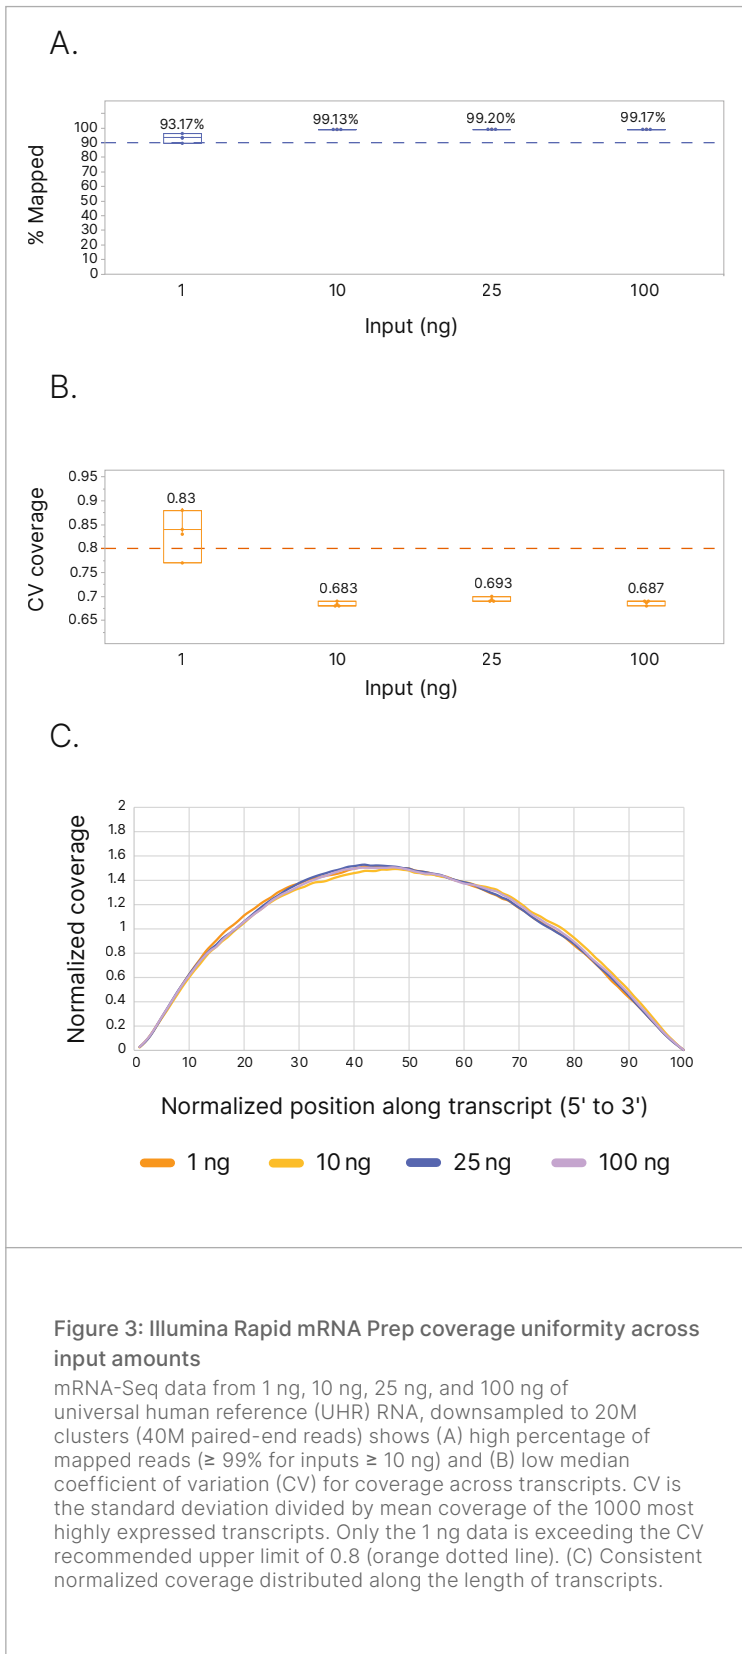 A.
93.17%
99.13%
99.20%
99.17%
100
90
80
70
60
50
40
30
20
10
0
% Mapped
1
10
25
100
Input (ng)
B.
0.95
0.9
0.85
0.8
0.75
0.7
0.65
CV coverage
0.83
0.683
0.693
0.687
1
10
25
100
Input (ng)
C.
2
1.8
1.6
1.4
1.2
1
0.8
0.6
0.4
0.2
0
Normalized coverage
0
10
20
30
40
50
60
70
80
90
100
Normalized position along transcript (5' to 3')
1 ng
10 ng
25 ng
100 ng
Figure 3: Illumina Rapid mRNA Prep coverage uniformity across
input amounts
mRNA-Seq data from 1 ng, 10 ng, 25 ng, and 100 ng of
universal human reference (UHR) RNA, downsampled to 20M
clusters (40M paired-end reads) shows (A) high percentage of
mapped reads (≥ 99% for inputs ≥ 10 ng) and (B) low median
coefficient of variation (CV) for coverage across transcripts. CV is
the standard deviation divided by mean coverage of the 1000 most
highly expressed transcripts. Only the 1 ng data is exceeding the CV
recommended upper limit of 0.8 (orange dotted line). (C) Consistent
normalized coverage distributed along the length of transcripts.